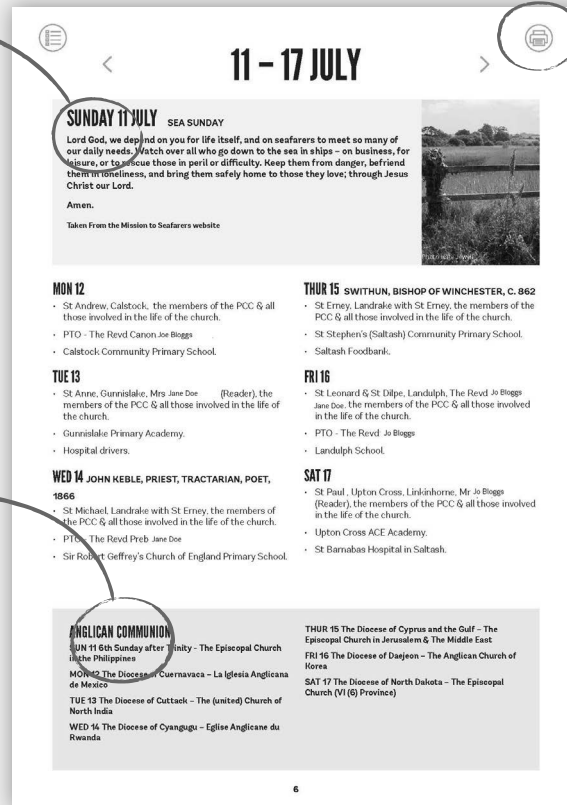 11 – 17 JULY
SUNDAY 11 JULY SEA SUNDAY
Lord God, we depend on you for life itself, and on seafarers to meet so many of
our daily needs. Watch over all who go down to the sea in ships – on business, for
leisure, or to rescue those in peril or difficulty. Keep them from danger, befriend
them in loneliness, and bring them safely home to those they love; through Jesus
Christ our Lord.
Amen.
Taken From the Mission to Seafarers website
MON 12
• St Andrew, Calstock, the members of the PCC & all
those involved in the life of the church.
• PTO - The Revd Canon Joe Bloggs
• Calstock Community Primary School.
TUE 13
• St Anne, Gunnislake, Mrs Jane Doe (Reader), the
members of the PCC & all those involved in the life of
the church.
• Gunnislake Primary Academy.
• Hospital drivers.
WED 14 JOHN KEBLE, PRIEST, TRACTARIAN, POET,
1866
• St Michael, Landrake with St Erney, the members of
the PCC & all those involved in the life of the church.
• PTO - The Revd Preb Jane Doe
• Sir Robert Geffrey's Church of England Primary School.
THUR 15 SWITHUN, BISHOP OF WINCHESTER, C. 862
• St Erney, Landrake with St Erney, the members of the
PCC & all those involved in the life of the church.
• St Stephen's (Saltash) Community Primary School.
• Saltash Foodbank.
FRI 16
• St Leonard & St Dilpe, Landulph, The Revd Jo Bloggs
Jane Doe, the members of the PCC & all those involved
in the life of the church.
• PTO - The Revd Jo Bloggs
• Landulph School.
SAT 17
• St Paul , Upton Cross, Linkinhorne, Mr Jo Bloggs
(Reader), the members of the PCC & all those involved
in the life of the church.
• Upton Cross ACE Academy.
• St Barnabas Hospital in Saltash.
ANGLICAN COMMUNION
SUN 11 6th Sunday after Trinity - The Episcopal Church
in the Philippines
MON 12 The Diocese of Cuernavaca – La Iglesia Anglicana
de Mexico
TUE 13 The Diocese of Cuttack – The (united) Church of
North India
WED 14 The Diocese of Cyangugu – Eglise Anglicane du
Rwanda
THUR 15 The Diocese of Cyprus and the Gulf – The
Episcopal Church in Jerusalem & The Middle East
FRI 16 The Diocese of Daejeon – The Anglican Church of
Korea
SAT 17 The Diocese of North Dakota – The Episcopal
Church (VI (6) Province)
6